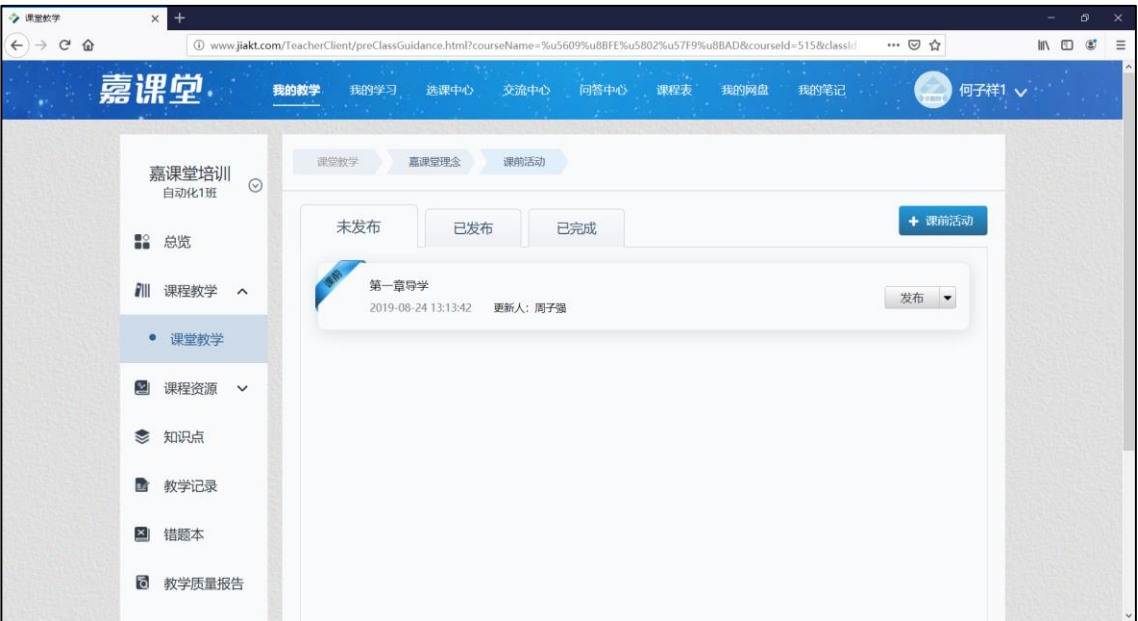 课堂教学
www.jiakt.com/TeacherClient/preClassGuidance.html?courseName=%u5609%u8BFE%u5802%u57F9%u8BAD&courseId=515&classId
嘉课堂
我的教学 我的学习 选课中心 交流中心 问答中心 课程表 我的网盘 我的笔记 何子祥1
嘉课堂培训
自动化1班
总览
课程教学
课堂教学
课程资源
知识点
教学记录
错题本
教学质量报告
课堂教学 嘉课堂理念 课前活动
未发布 已发布 已完成 + 课前活动
课前
第一章导学
2019-08-24 13:13:42 更新人：周子强
发布